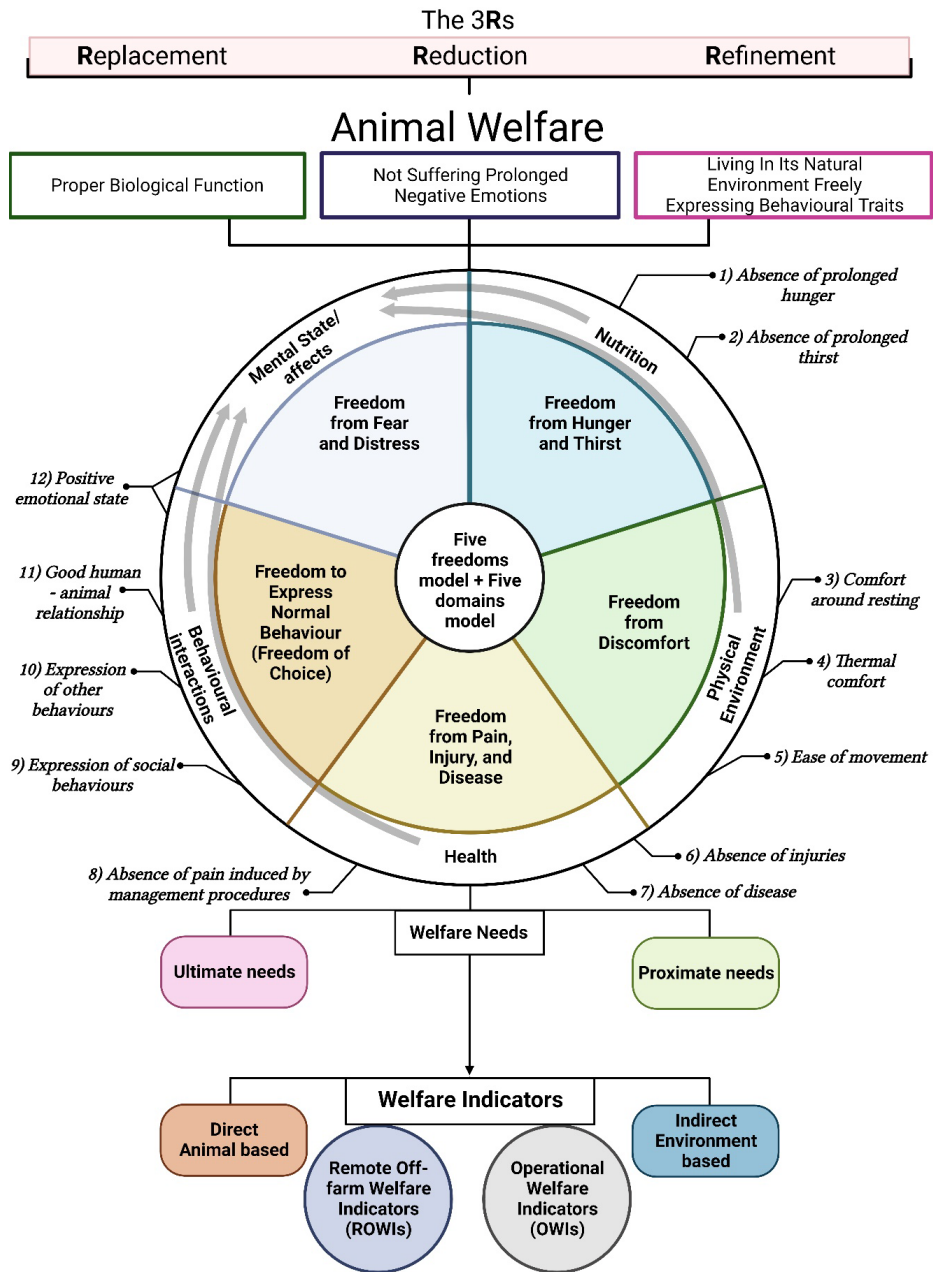 The 3Rs
Replacement
Reduction
Refinement
Animal Welfare
Proper Biological Function
Not Suffering Prolonged
Negative Emotions
Living In Its Natural
Environment Freely
Expressing Behavioural Traits
1) Absence of prolonged
hunger
2) Absence of prolonged
thirst
Mental State/
affects
Nutrition
Freedom
from Fear
and Distress
Freedom
from Hunger
and Thirst
12) Positive
emotional state
Five
freedoms
model + Five
domains
model
11) Good human
- animal
relationship
Freedom to
Express
Normal
Behaviour
(Freedom of
Choice)
Freedom
from
Discomfort
3) Comfort
around resting
Behavioural
interactions
Physical
Environment
10) Expression
of other
behaviours
4) Thermal
comfort
Freedom
from Pain,
Injury, and
Disease
9) Expression of social
behaviours
5) Ease of movement
Health
6) Absence of injuries
8) Absence of pain induced by
management procedures
7) Absence of disease
Welfare Needs
Ultimate needs
Proximate needs
Welfare Indicators
Direct
Animal based
Indirect
Environment
based
Remote Off-
farm Welfare
Indicators
(ROWIs)
Operational
Welfare
Indicators
(OWIs)